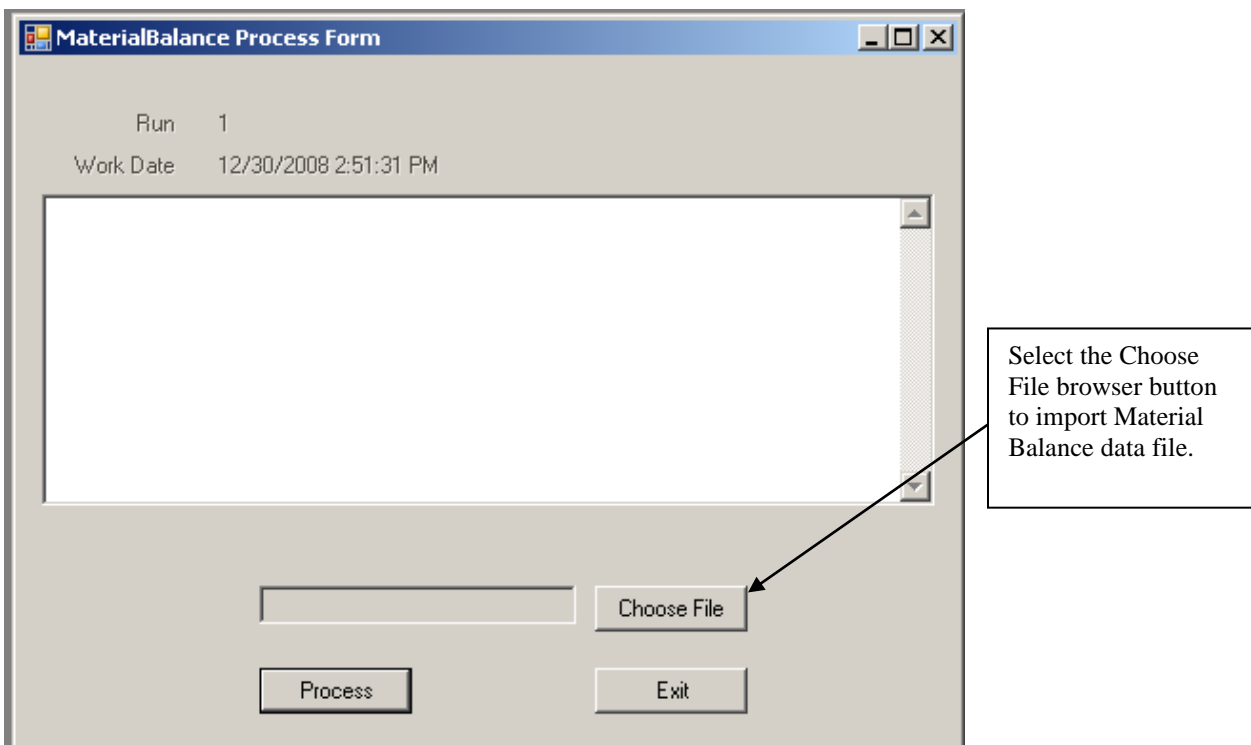 MaterialBalance Process Form
Run 1
Work Date 12/30/2008 2:51:31 PM
Select the Choose
File browser button
to import Material
Balance data file.
Choose File
Process Exit